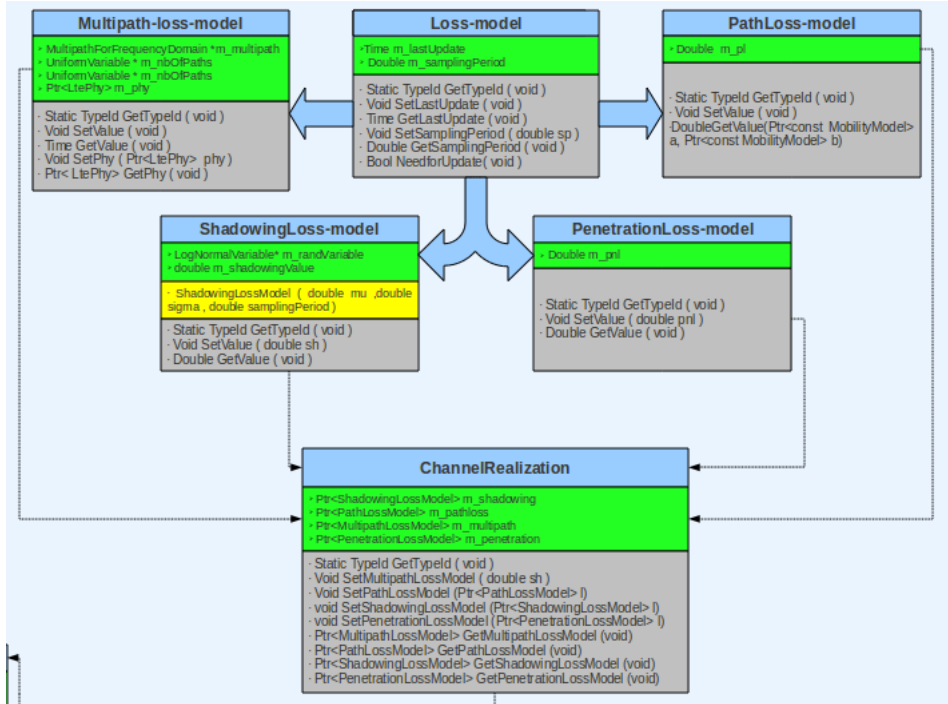 Multipath-loss-model
‣ MultipathForFrequencyDomain *m_multipath
‣ UniformVariable * m_nbOfPaths
‣ UniformVariable * m_nbOfPaths
‣ Ptr<LtePhy> m_phy
· Static TypeId GetTypeId ( void )
· Void SetValue ( void )
· Time GetValue ( void )
· Void SetPhy ( Ptr<LtePhy> phy )
· Ptr< LtePhy> GetPhy ( void )
Loss-model
‣Time m_lastUpdate
‣ Double m_samplingPeriod
· Static TypeId GetTypeId ( void )
· Void SetLastUpdate ( void )
· Time GetLastUpdate ( void )
· Void SetSamplingPeriod ( double sp )
· Double GetSamplingPeriod ( void )
· Bool NeedforUpdate( void )
PathLoss-model
‣ Double m_pl
· Static TypeId GetTypeId ( void )
· Void SetValue ( void )
·DoubleGetValue(Ptr<const MobilityModel>
a, Ptr<const MobilityModel> b)
ShadowingLoss-model
‣ LogNormalVariable* m_randVariable
‣ double m_shadowingValue
· ShadowingLossModel ( double mu ,double
sigma , double samplingPeriod )
· Static TypeId GetTypeId ( void )
· Void SetValue ( double sh )
· Double GetValue ( void )
PenetrationLoss-model
‣ Double m_pnl
· Static TypeId GetTypeId ( void )
· Void SetValue ( double pnl )
· Double GetValue ( void )
ChannelRealization
‣ Ptr<ShadowingLossModel> m_shadowing
‣ Ptr<PathLossModel> m_pathloss
‣ Ptr<MultipathLossModel> m_multipath
‣ Ptr<PenetrationLossModel> m_penetration
· Static TypeId GetTypeId ( void )
· Void SetMultipathLossModel ( double sh )
· Void SetPathLossModel (Ptr<PathLossModel> l)
· void SetShadowingLossModel (Ptr<ShadowingLossModel> l)
· void SetPenetrationLossModel (Ptr<PenetrationLossModel> l)
· Ptr<MultipathLossModel> GetMultipathLossModel (void)
· Ptr<PathLossModel> GetPathLossModel (void)
· Ptr<ShadowingLossModel> GetShadowingLossModel (void)
· Ptr<PenetrationLossModel> GetPenetrationLossModel (void)